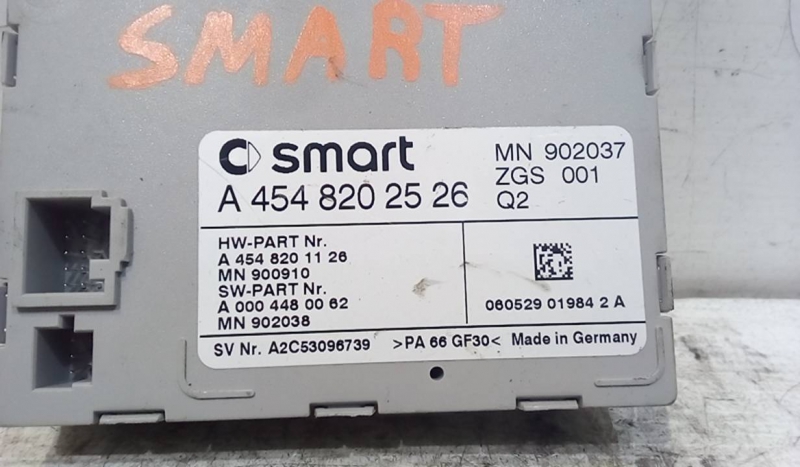 SMART
smart
MN 902037
A 454 820 25 26
ZGS 001
Q2
HW-PART Nr.
A 454 820 11 26
MN 900910
SW-PART Nr.
A 000 448 00 62
MN 902038
060529 01984 2 A
SV Nr. A2C53096739 >PA 66 GF30< Made in Germany